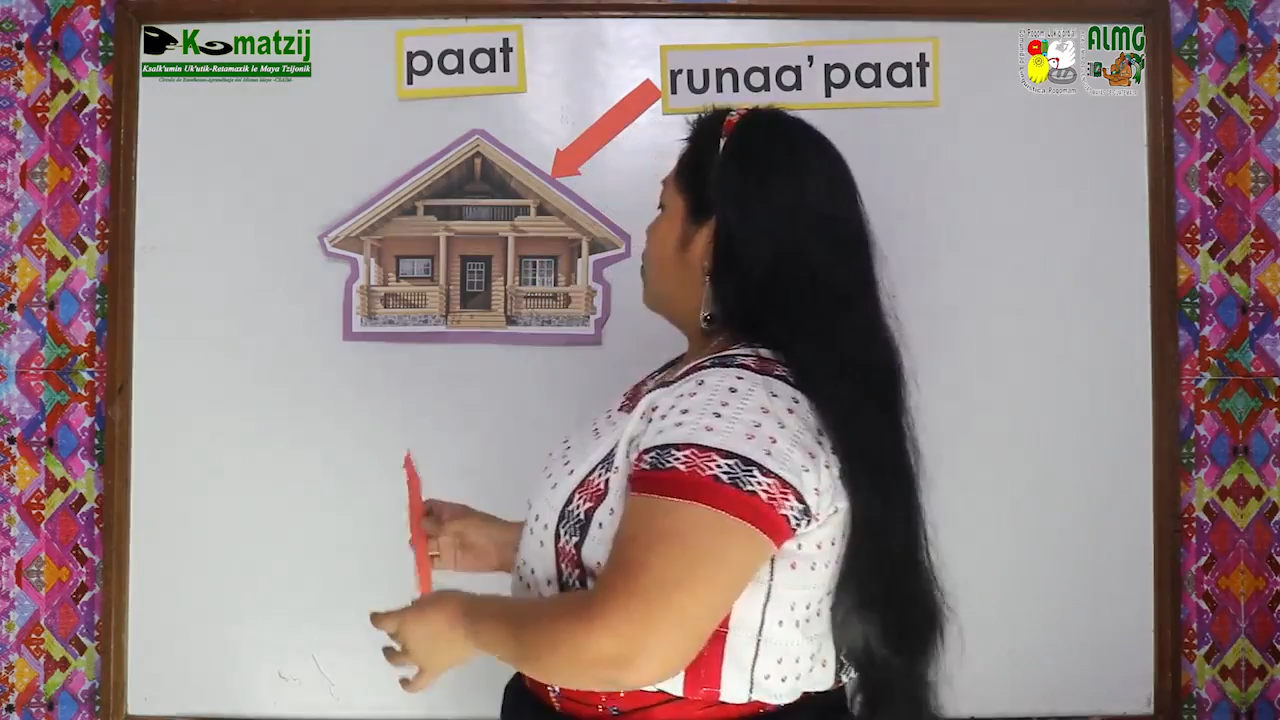 Komatzij
Ksalk'umin Uk'utik-Retamaxik le Maya Tzijonik
paat
runaa' paat
ALMG